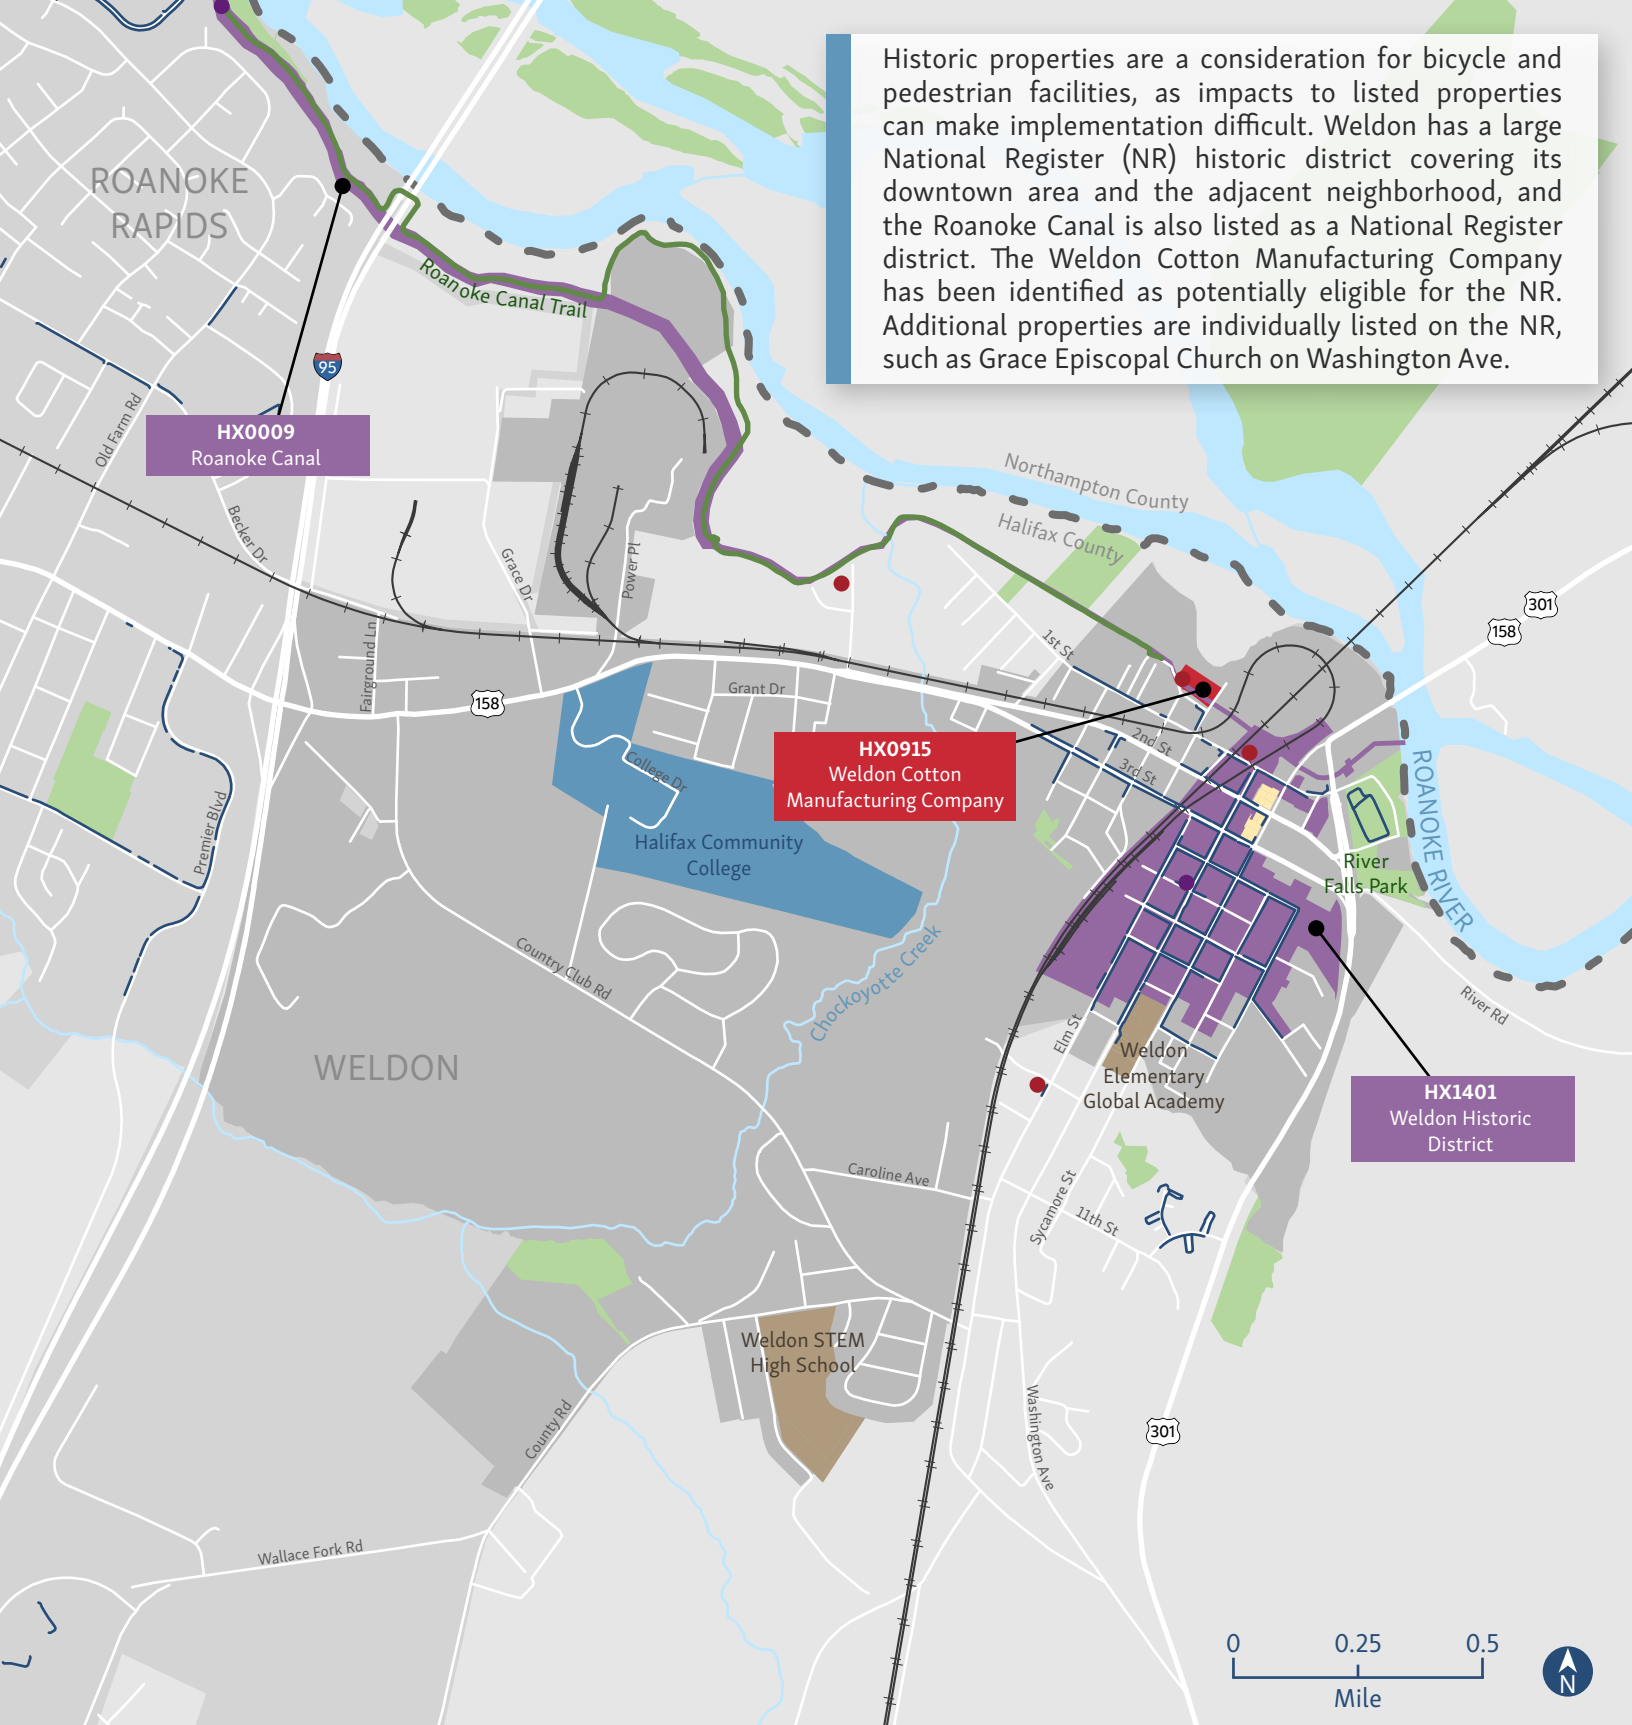 Historic properties are a consideration for bicycle and
pedestrian facilities, as impacts to listed properties
can make implementation difficult. Weldon has a large
National Register (NR) historic district covering its
downtown area and the adjacent neighborhood, and
the Roanoke Canal is also listed as a National Register
district. The Weldon Cotton Manufacturing Company
has been identified as potentially eligible for the NR.
Additional properties are individually listed on the NR,
such as Grace Episcopal Church on Washington Ave.
ROANOKE
RAPIDS
Roanoke Canal Trail
95
Old Farm Rd
HX0009
Roanoke Canal
Northampton County
Halifax County
Becker Dr
Grace Dr
Power Pl
301
158
1st St
Fairground Ln
158
Grant Dr
2nd St
3rd St
HX0915
Weldon Cotton
Manufacturing Company
College Dr
Premier Blvd
Halifax Community
College
ROANOKE RIVER
River
Falls Park
Country Club Rd
Chockoyotte Creek
River Rd
Elm St
WELDON
Weldon
Elementary
Global Academy
HX1401
Weldon Historic
District
Caroline Ave
Sycamore St
11th St
Weldon STEM
High School
County Rd
Washington Ave
301
Wallace Fork Rd
0 0.25 0.5
Mile
N